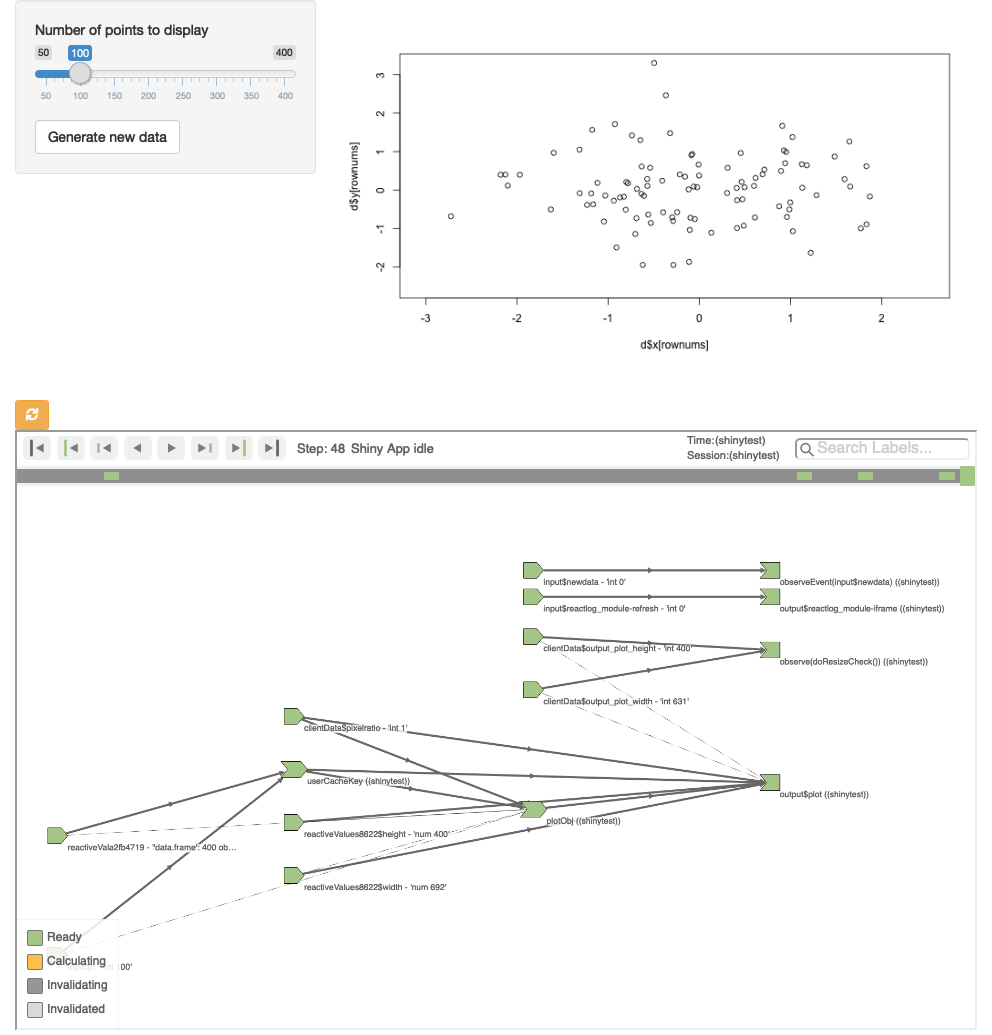 Number of points to display
50 100 400
50 100 150 200 250 300 350 400
Generate new data
d$y[rownums]
3
2
1
0
-1
-2
-3 -2 -1 0 1 2
d$x[rownums]
Step: 48 Shiny App idle
Time:(shinytest)
Session:(shinytest)
Search Labels...
input$newdata - 'int 0'
observeEvent(input$newdata) ((shinytest))
input$reactlog_module-refresh - 'int 0'
output$reactlog_module-iframe ((shinytest))
clientData$output_plot_height - 'int 400'
observe(doResizeCheck()) ((shinytest))
clientData$output_plot_width - 'int 631'
clientData$pixelratio - 'int 1'
userCacheKey ((shinytest))
output$plot ((shinytest))
plotObj ((shinytest))
reactiveValues8622$height - 'num 400'
reactiveVala2fb4719 - "data.frame': 400 ob...
reactiveValues8622$width - 'num 692'
Ready
Calculating
00'
Invalidating
Invalidated